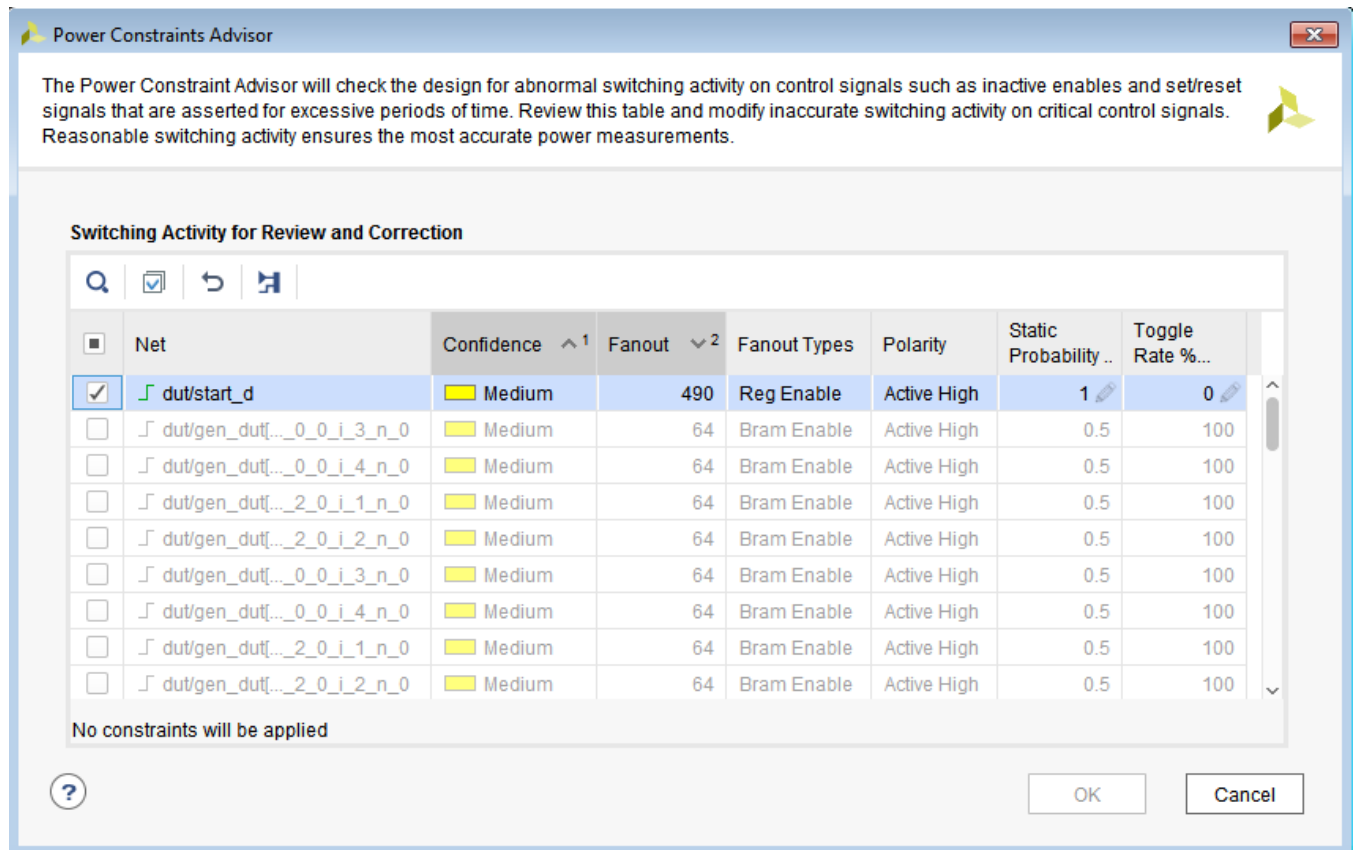 Power Constraints Advisor
The Power Constraint Advisor will check the design for abnormal switching activity on control signals such as inactive enables and set/reset
signals that are asserted for excessive periods of time. Review this table and modify inaccurate switching activity on critical control signals.
Reasonable switching activity ensures the most accurate power measurements.
Switching Activity for Review and Correction
Net Confidence 1 Fanout 2 Fanout Types Polarity Static Probability .. Toggle Rate %...
dut/start_d Medium 490 Reg Enable Active High 1 0
dut/gen_dut[..._0_0_i_3_n_0 Medium 64 Bram Enable Active High 0.5 100
dut/gen_dut[..._0_0_i_4_n_0 Medium 64 Bram Enable Active High 0.5 100
dut/gen_dut[..._2_0_i_1_n_0 Medium 64 Bram Enable Active High 0.5 100
dut/gen_dut[..._2_0_i_2_n_0 Medium 64 Bram Enable Active High 0.5 100
dut/gen_dut[..._0_0_i_3_n_0 Medium 64 Bram Enable Active High 0.5 100
dut/gen_dut[..._0_0_i_4_n_0 Medium 64 Bram Enable Active High 0.5 100
dut/gen_dut[..._2_0_i_1_n_0 Medium 64 Bram Enable Active High 0.5 100
dut/gen_dut[..._2_0_i_2_n_0 Medium 64 Bram Enable Active High 0.5 100
No constraints will be applied
? OK Cancel